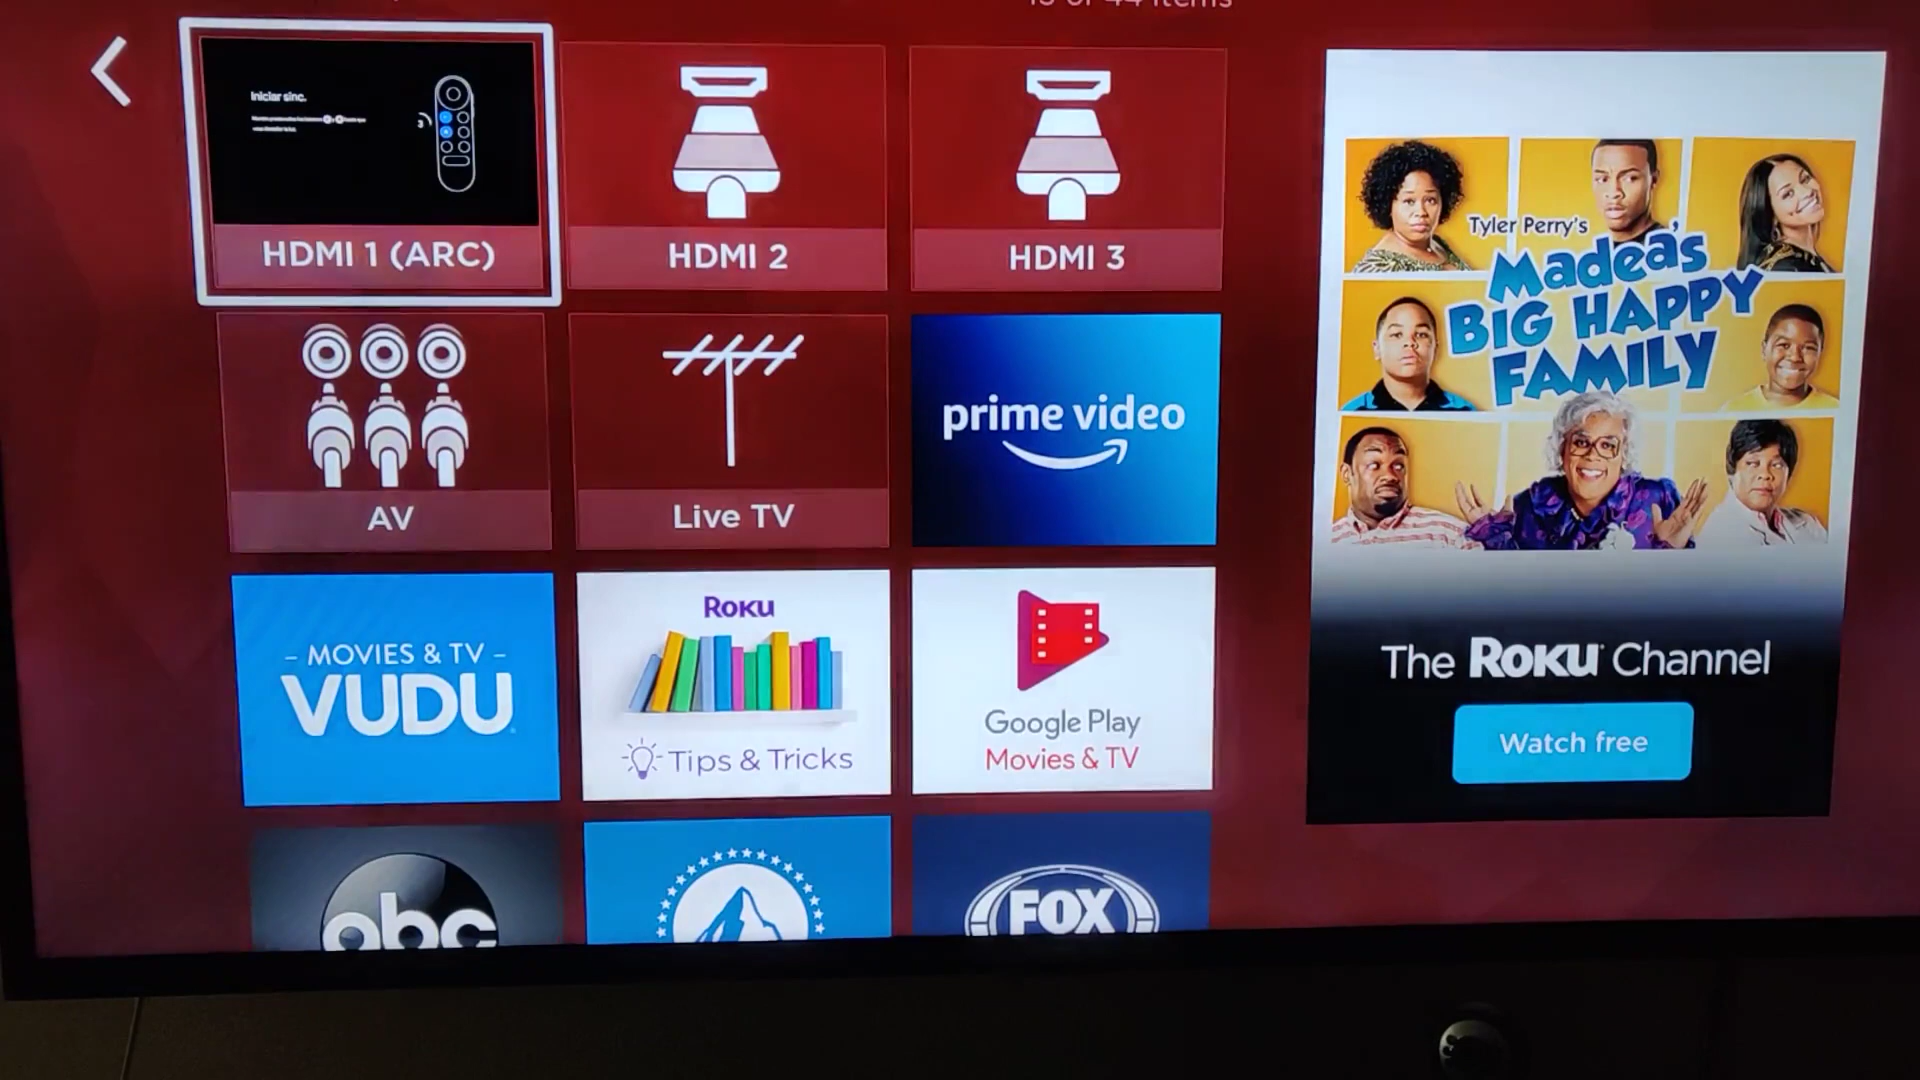 Iniciar sinc.
3
HDMI 1 (ARC)
HDMI 2
HDMI 3
AV
Live TV
prime video
- MOVIES & TV -
VUDU
ROKU
Tips & Tricks
Google Play
Movies & TV
abc
FOX
Tyler Perry's
Madea's
BIG HAPPY
FAMILY
The ROKU Channel
Watch free